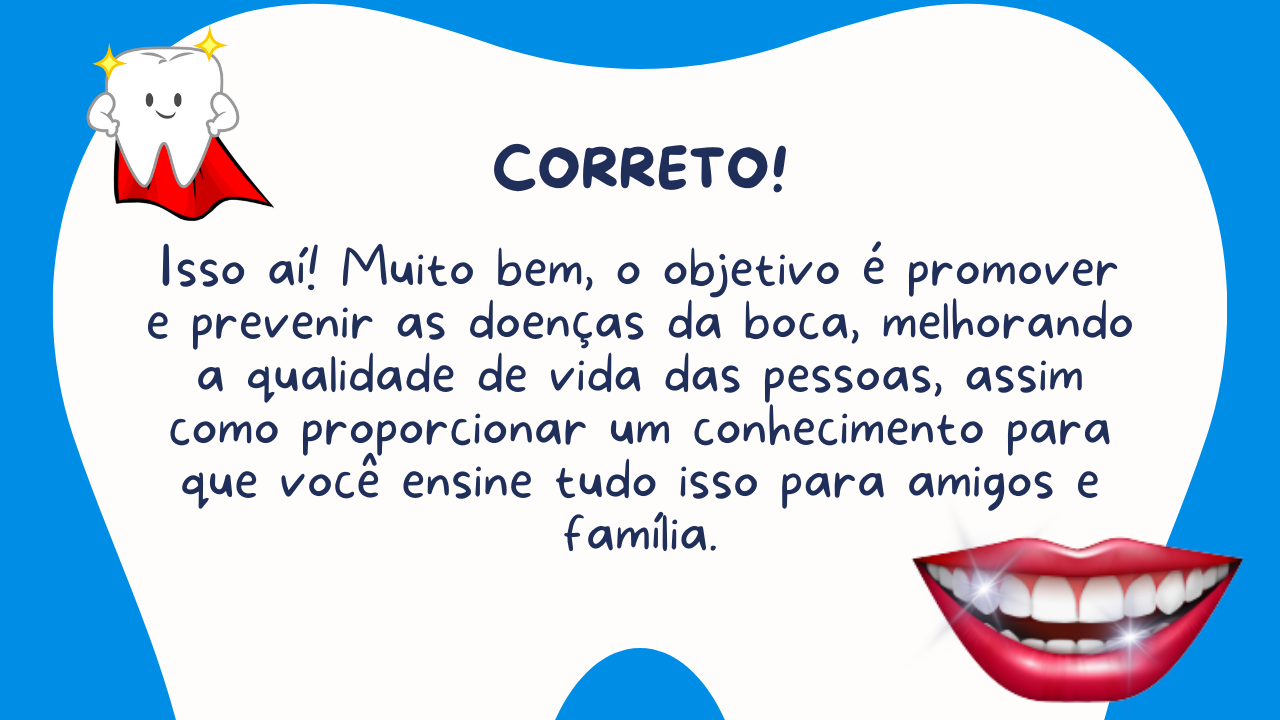 CORRETO!
Isso aí! Muito bem, o objetivo é promover
e prevenir as doenças da boca, melhorando
a qualidade de vida das pessoas, assim
como proporcionar um conhecimento para
que você ensine tudo isso para amigos e
família.